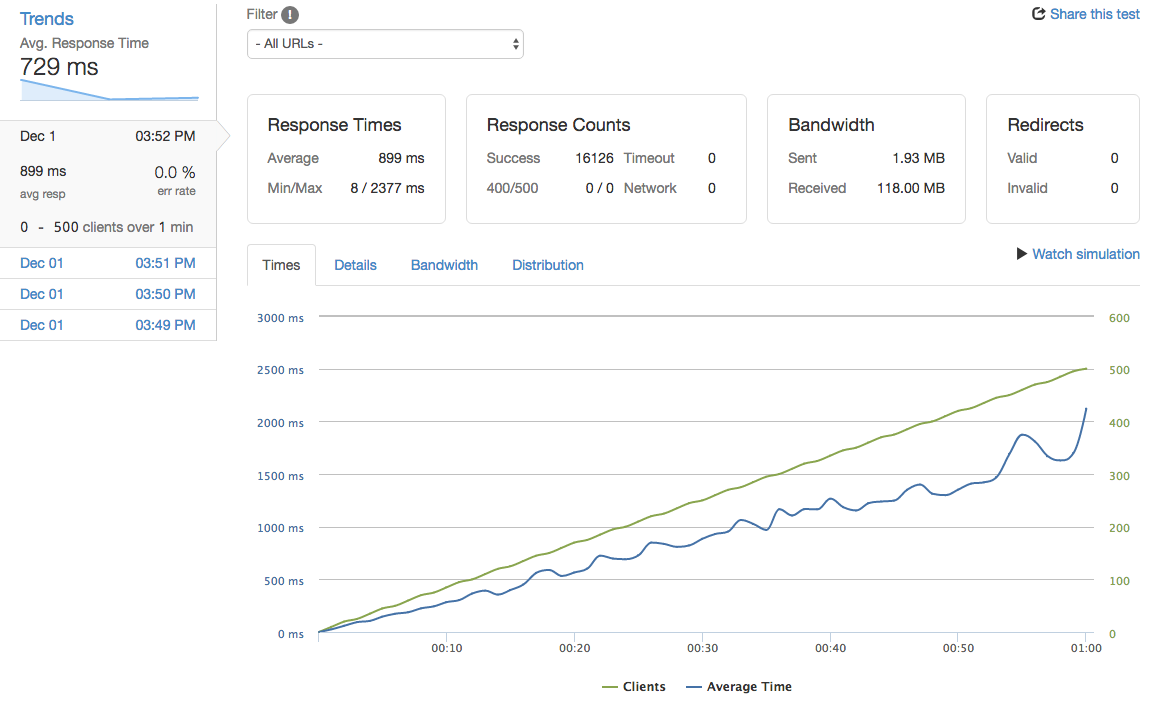 Trends
Avg. Response Time
729 ms
Dec 1 03:52 PM
899 ms 0.0 %
avg resp err rate
0 - 500 clients over 1 min
Dec 01 03:51 PM
Dec 01 03:50 PM
Dec 01 03:49 PM
Filter !
- All URLs -
Share this test
Response Times
Average 899 ms
Min/Max 8 / 2377 ms
Response Counts
Success 16126 Timeout 0
400/500 0 / 0 Network 0
Bandwidth
Sent 1.93 MB
Received 118.00 MB
Redirects
Valid 0
Invalid 0
Times Details Bandwidth Distribution
Watch simulation
3000 ms 600
2500 ms 500
2000 ms 400
1500 ms 300
1000 ms 200
500 ms 100
0 ms 0
00:10 00:20 00:30 00:40 00:50 01:00
Clients Average Time